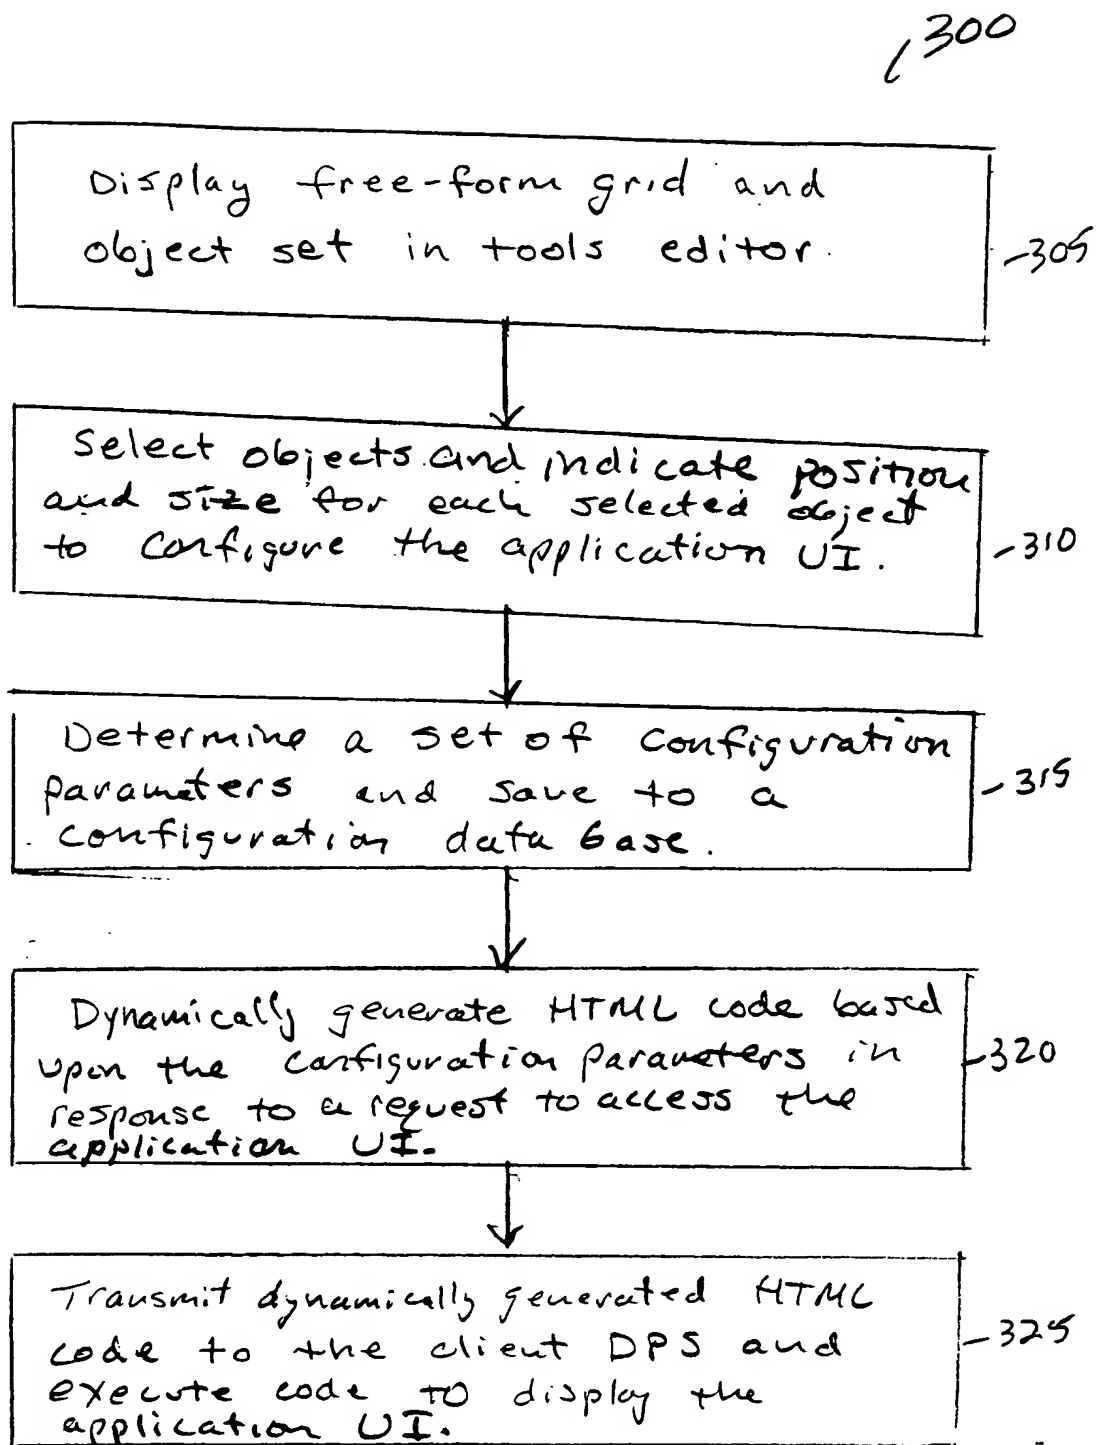 300
Display free-form grid and
object set in tools editor.
305
Select objects and indicate position
and size for each selected object
to configure the application UI.
310
Determine a set of configuration
parameters and save to a
configuration data base.
315
Dynamically generate HTML code based
upon the configuration parameters in
response to a request to access the
application UI.
320
Transmit dynamically generated HTML
code to the client DPS and
execute code to display the
application UI.
325